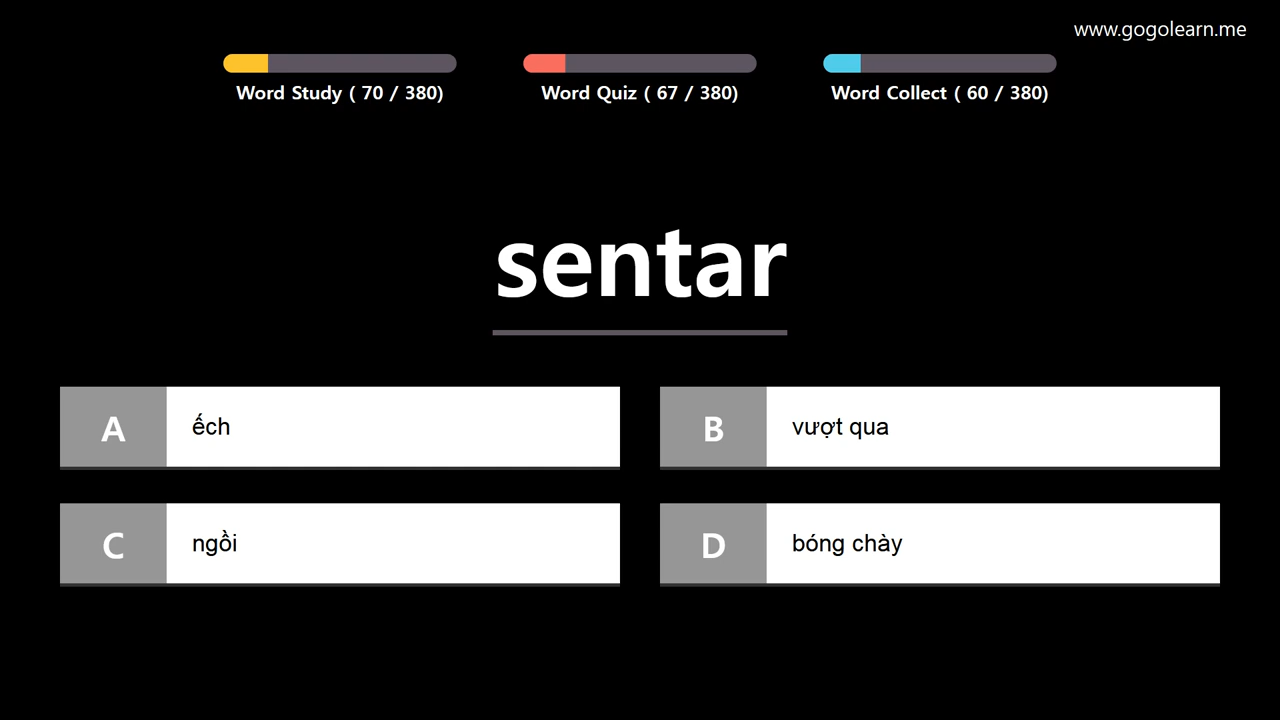 www.gogolearn.me
Word Study ( 70 / 380)
Word Quiz ( 67 / 380)
Word Collect ( 60 / 380)
sentar
A ếch
B vượt qua
C ngồi
D bóng chày